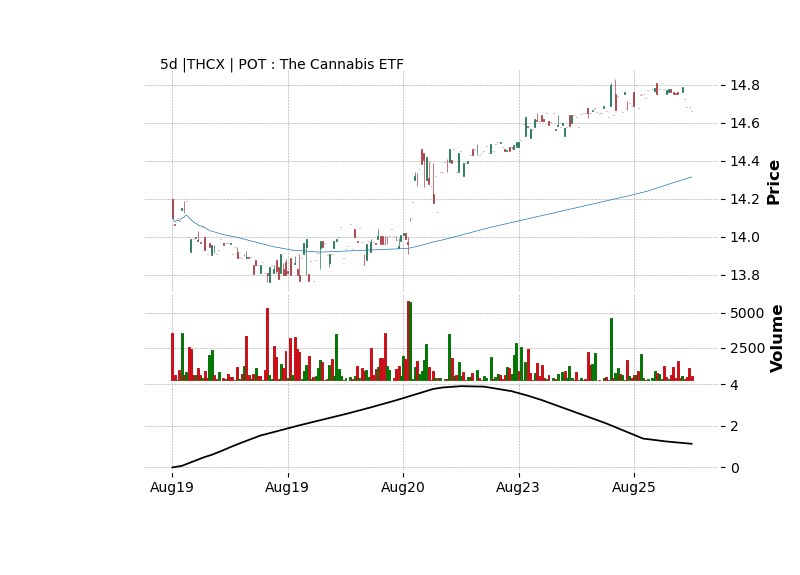 5d |THCX | POT : The Cannabis ETF
14.8
14.6
14.4
14.2
14.0
13.8
Price
5000
2500
Volume
4
2
0
Aug19
Aug19
Aug20
Aug23
Aug25